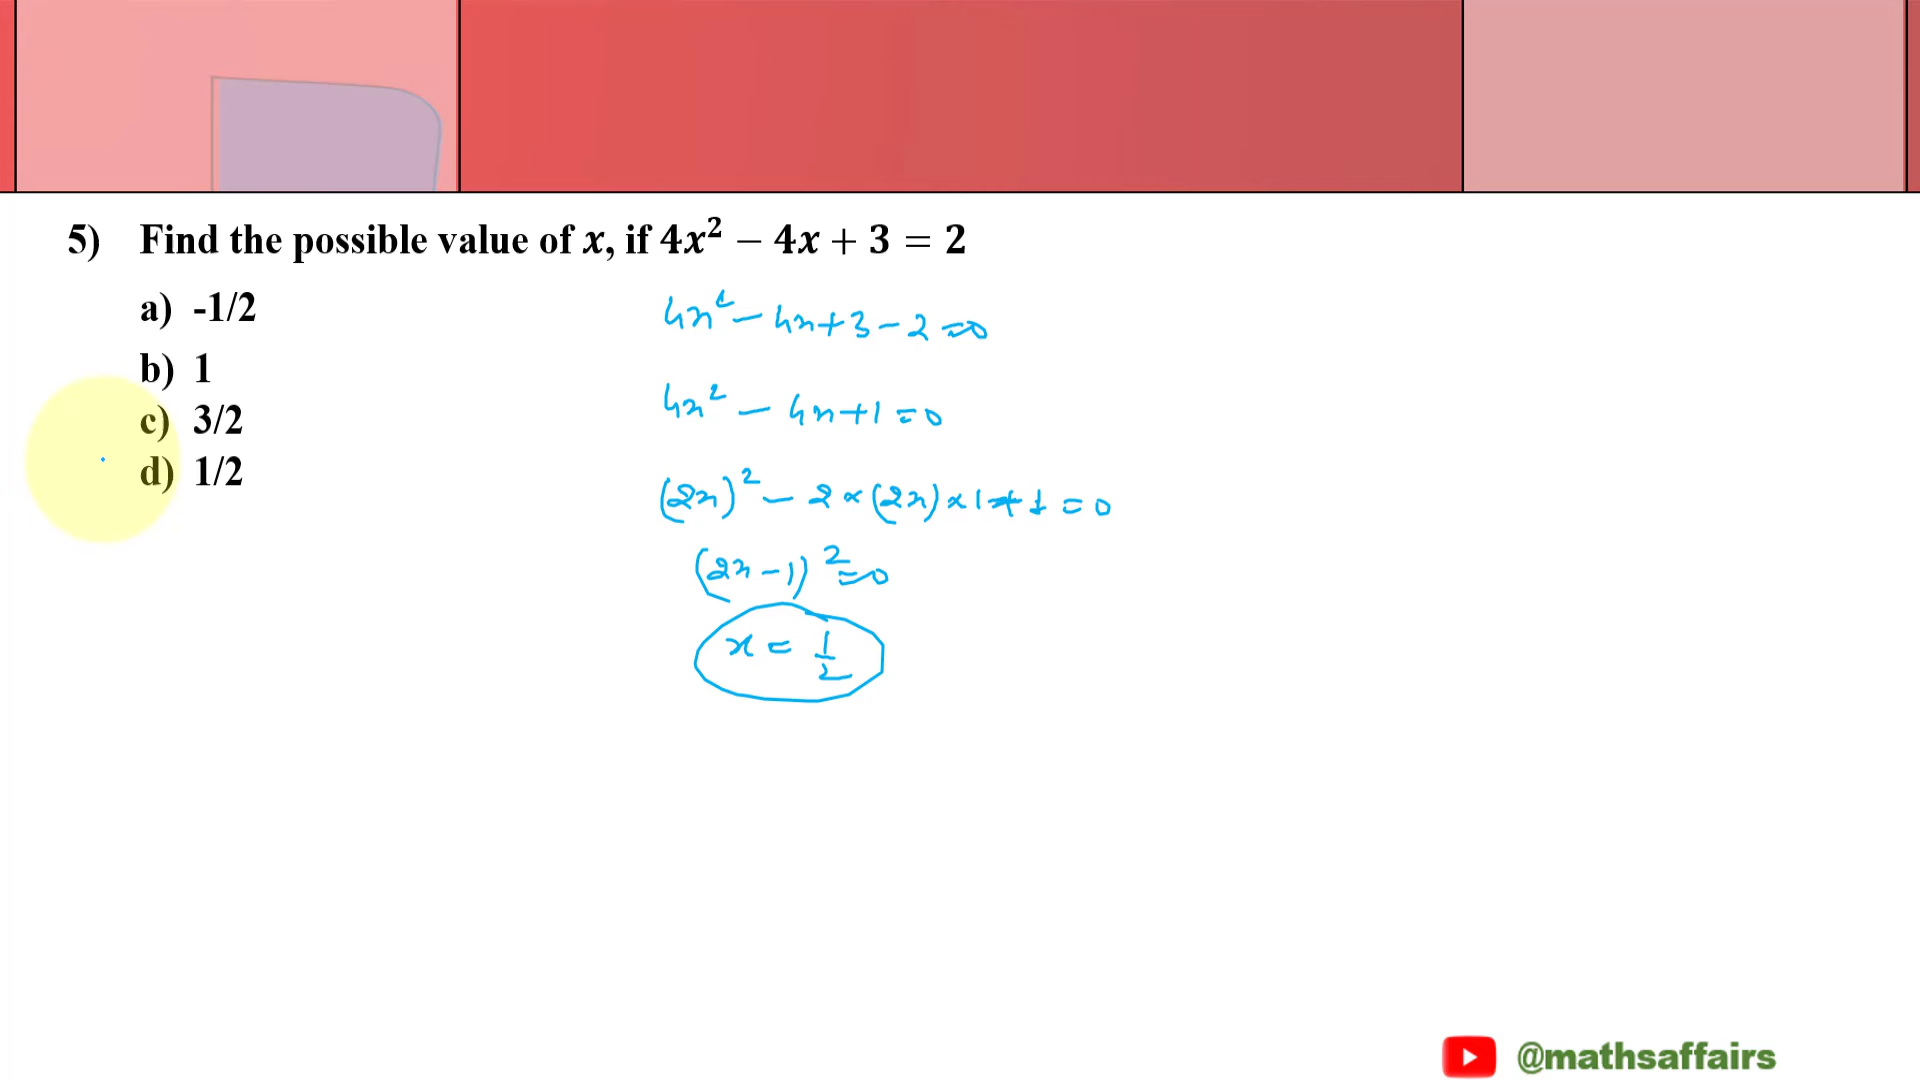 5) Find the possible value of x, if 4x² − 4x + 3 = 2
a) -1/2
b) 1
c) 3/2
d) 1/2
4x² − 4x + 3 − 2 = 0
4x² − 4x + 1 = 0
(2x)² − 2 × (2x) × 1 + 1 = 0
(2x − 1)² = 0
x = 1/2
@mathsaffairs